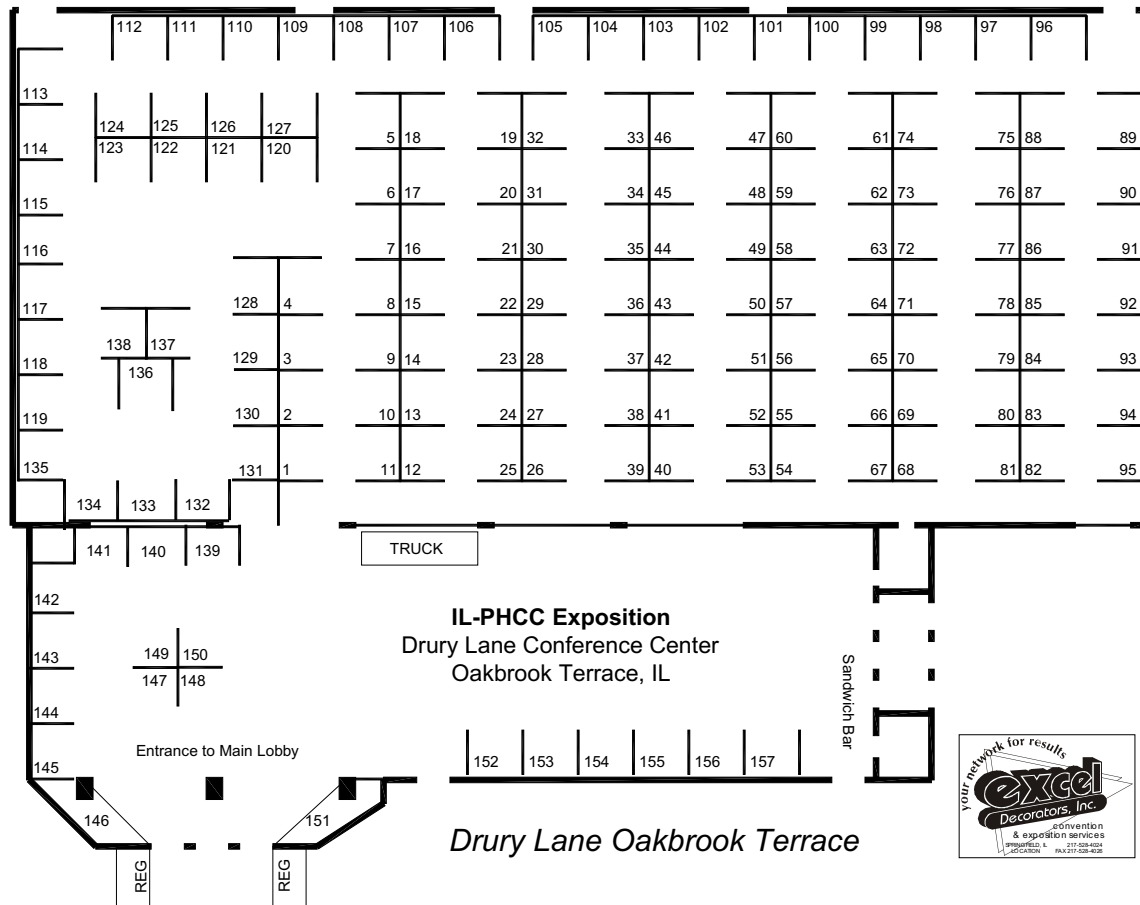 112 111 110 109 108 107 106 105 104 103 102 101 100 99 98 97 96
113
124 125 126 127
123 122 121 120
5 18 19 32 33 46 47 60 61 74 75 88 89
114
6 17 20 31 34 45 48 59 62 73 76 87 90
115
7 16 21 30 35 44 49 58 63 72 77 86 91
116
128 4 8 15 22 29 36 43 50 57 64 71 78 85 92
117
138 137
129 3 9 14 23 28 37 42 51 56 65 70 79 84 93
118
136
130 2 10 13 24 27 38 41 52 55 66 69 80 83 94
119
135
131 1 11 12 25 26 39 40 53 54 67 68 81 82 95
134 133 132
141 140 139
TRUCK
142
IL-PHCC Exposition
Drury Lane Conference Center
Oakbrook Terrace, IL
143
149 150
147 148
144
Sandwich Bar
Entrance to Main Lobby
145
152 153 154 155 156 157
146
151
REG
REG
Drury Lane Oakbrook Terrace
your network for results
excel
Decorators, Inc.
convention
& exposition services
SPRINGFIELD, IL 217-528-4024
LOCATION FAX 217-528-4026